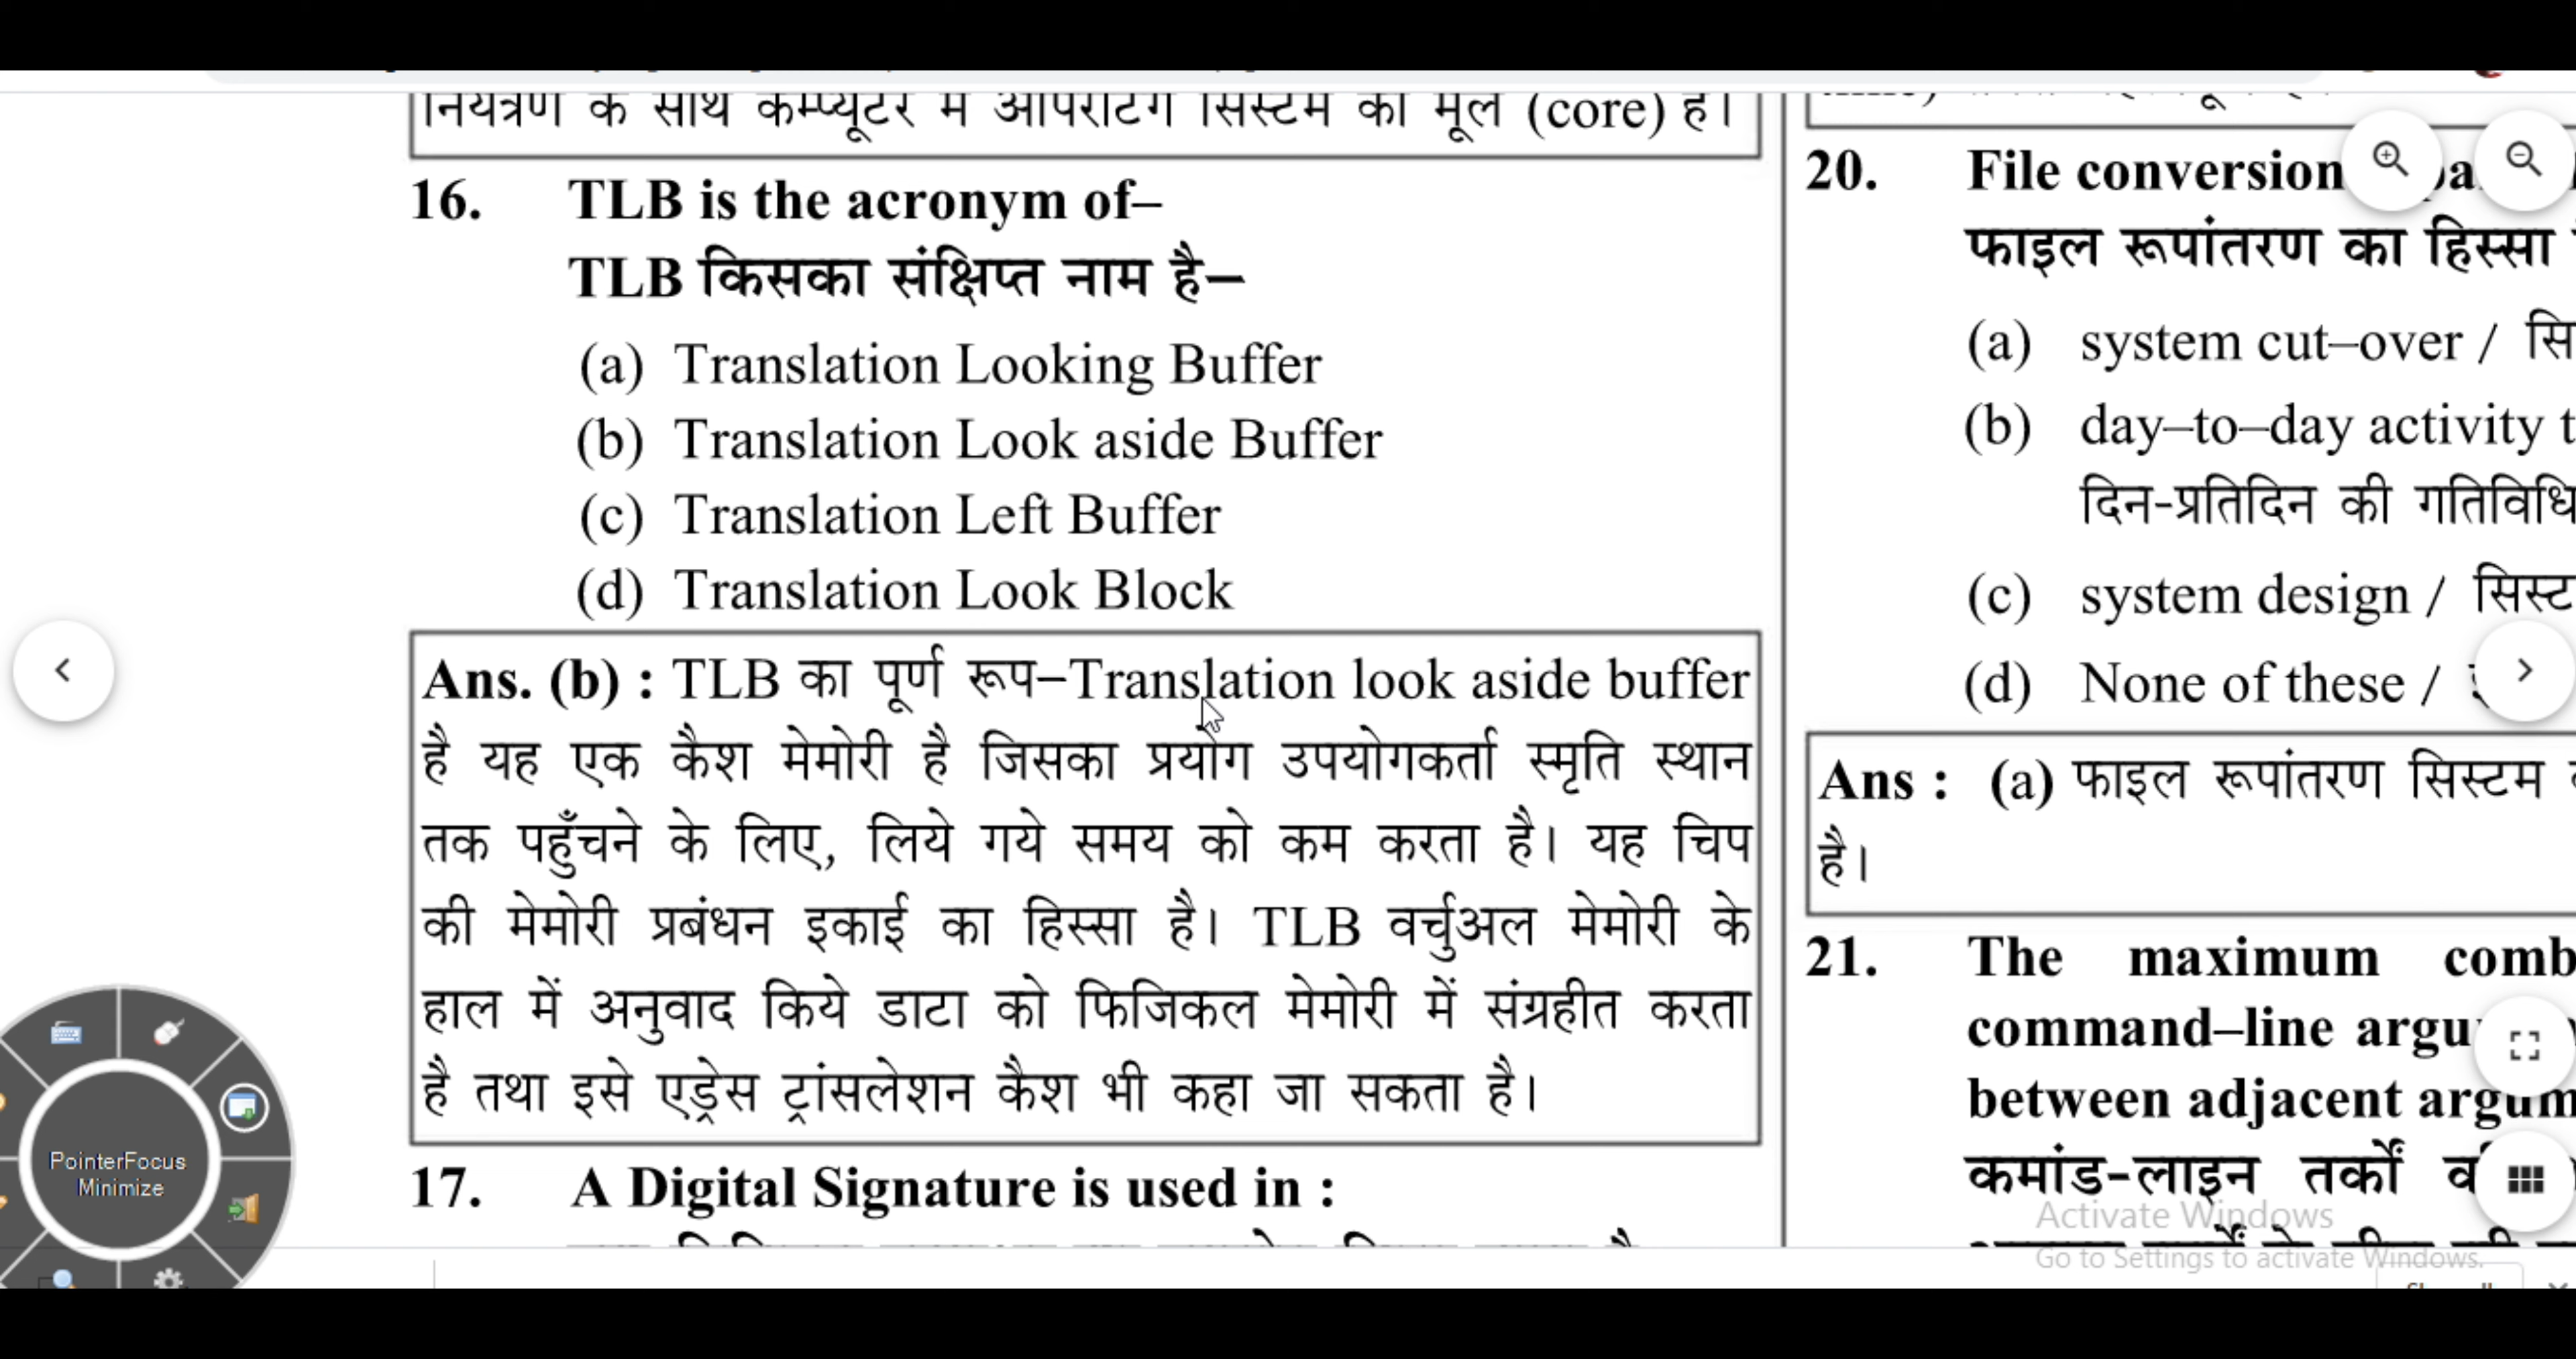 नियंत्रण के साथ कम्प्यूटर में ऑपरेटिंग सिस्टम का मूल (core) है।
16. TLB is the acronym of–
TLB किसका संक्षिप्त नाम है–
(a) Translation Looking Buffer
(b) Translation Look aside Buffer
(c) Translation Left Buffer
(d) Translation Look Block
Ans. (b) : TLB का पूर्ण रूप–Translation look aside buffer
है यह एक कैश मेमोरी है जिसका प्रयोग उपयोगकर्ता स्मृति स्थान
तक पहुँचने के लिए, लिये गये समय को कम करता है। यह चिप
की मेमोरी प्रबंधन इकाई का हिस्सा है। TLB वर्चुअल मेमोरी के
हाल में अनुवाद किये डाटा को फिजिकल मेमोरी में संग्रहीत करता
है तथा इसे एड्रेस ट्रांसलेशन कैश भी कहा जा सकता है।
17. A Digital Signature is used in :
20. File conversion
फाइल रूपांतरण का हिस्सा
(a) system cut–over /
(b) day–to–day activity
दिन-प्रतिदिन की गतिविधि
(c) system design /
(d) None of these /
Ans : (a) फाइल रूपांतरण सिस्टम
है।
21. The maximum
command–line
between adjacent
कमांड-लाइन तर्कों
PointerFocus
Minimize
Activate Windows
Go to Settings to activate Windows.